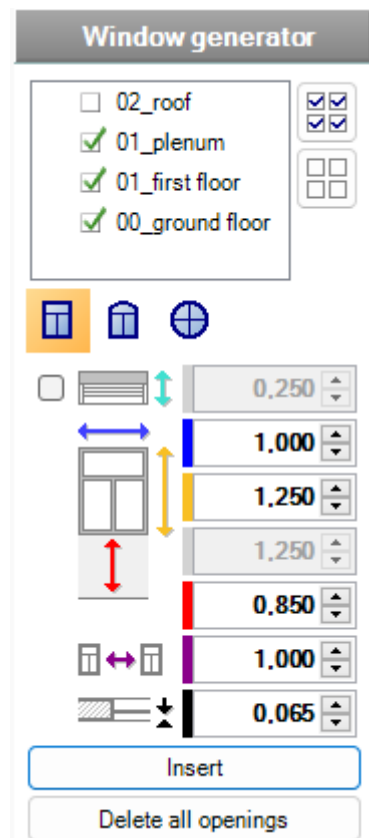 Window generator
02_roof
01_plenum
01_first floor
00_ground floor
0.250
1.000
1.250
1.250
0.850
1.000
0.065
Insert
Delete all openings